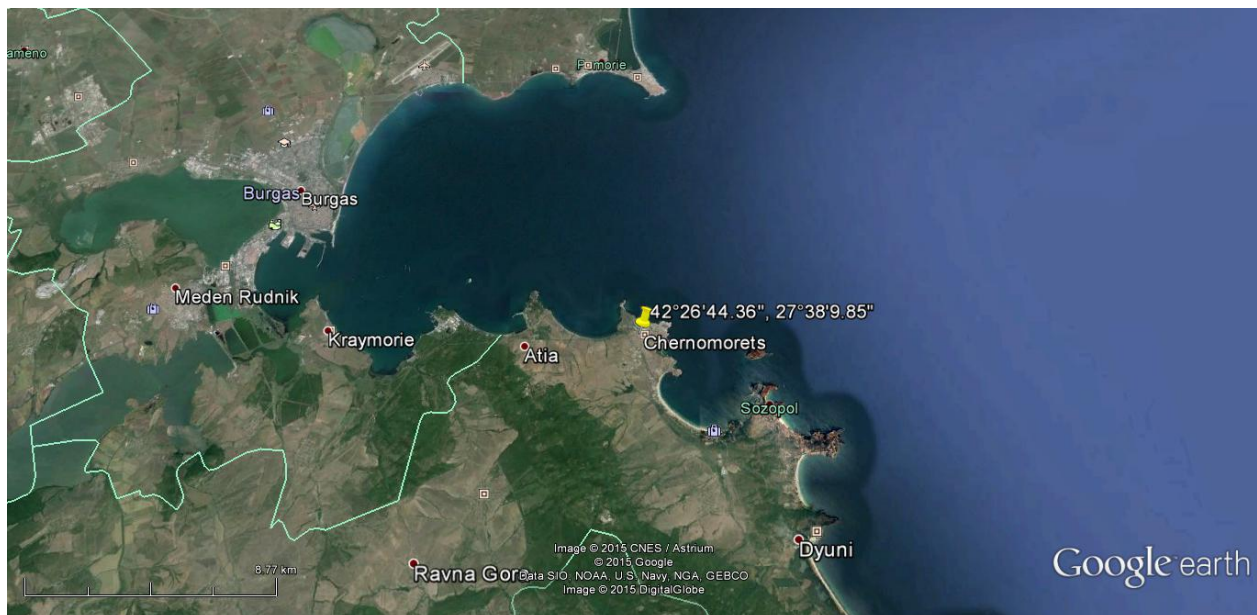 ameno
Pomorie
Burgas
Burgas
Meden Rudnik
Kraymorie
Atia
42°26'44.36", 27°38'9.85"
Chernomorets
Sozopol
Dyuni
Ravna Gora
8.77 km
Image © 2015 CNES / Astrium
© 2015 Google
Data SIO, NOAA, U.S. Navy, NGA, GEBCO
Image © 2015 DigitalGlobe
Google earth